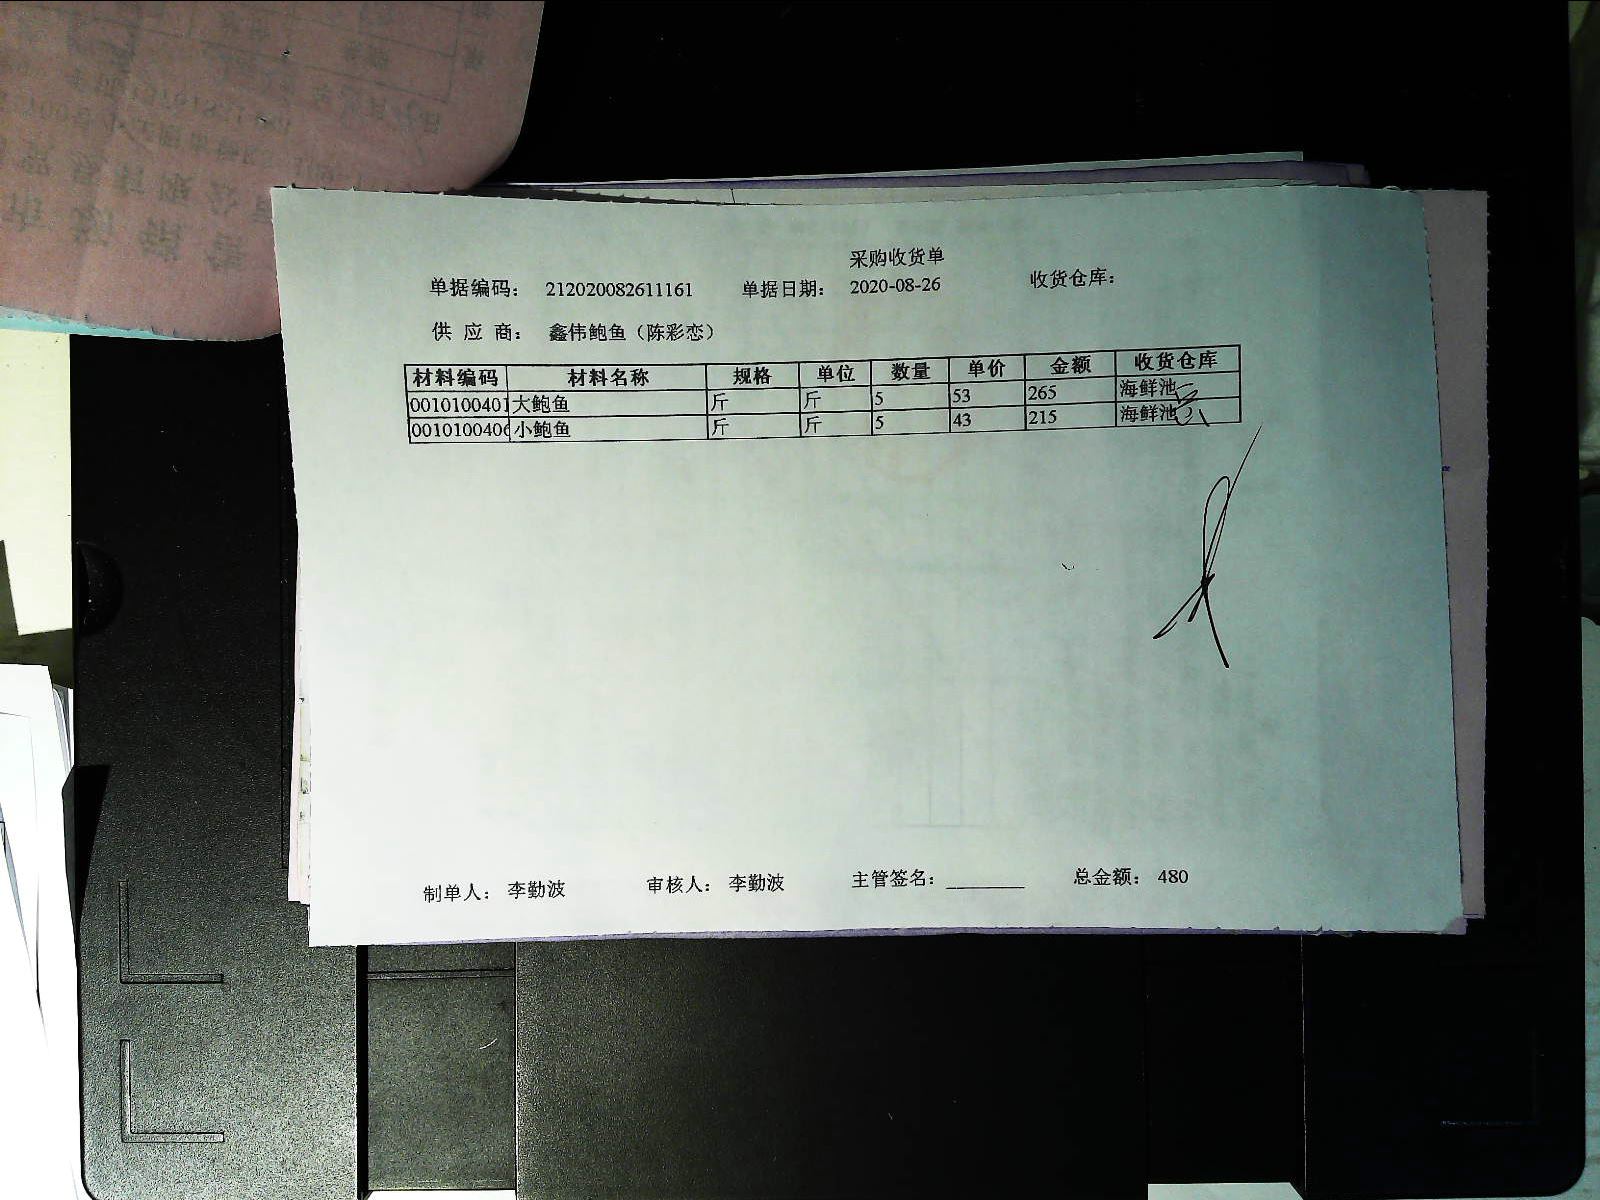 采购收货单
单据编码： 212020082611161 单据日期： 2020-08-26 收货仓库：
供 应 商： 鑫伟鲍鱼（陈彩恋）
材料编码 材料名称 规格 单位 数量 单价 金额 收货仓库
0010100401 大鲍鱼 斤 斤 5 53 265 海鲜池
0010100406 小鲍鱼 斤 斤 5 43 215 海鲜池
制单人： 李勤波 审核人： 李勤波 主管签名：________ 总金额： 480